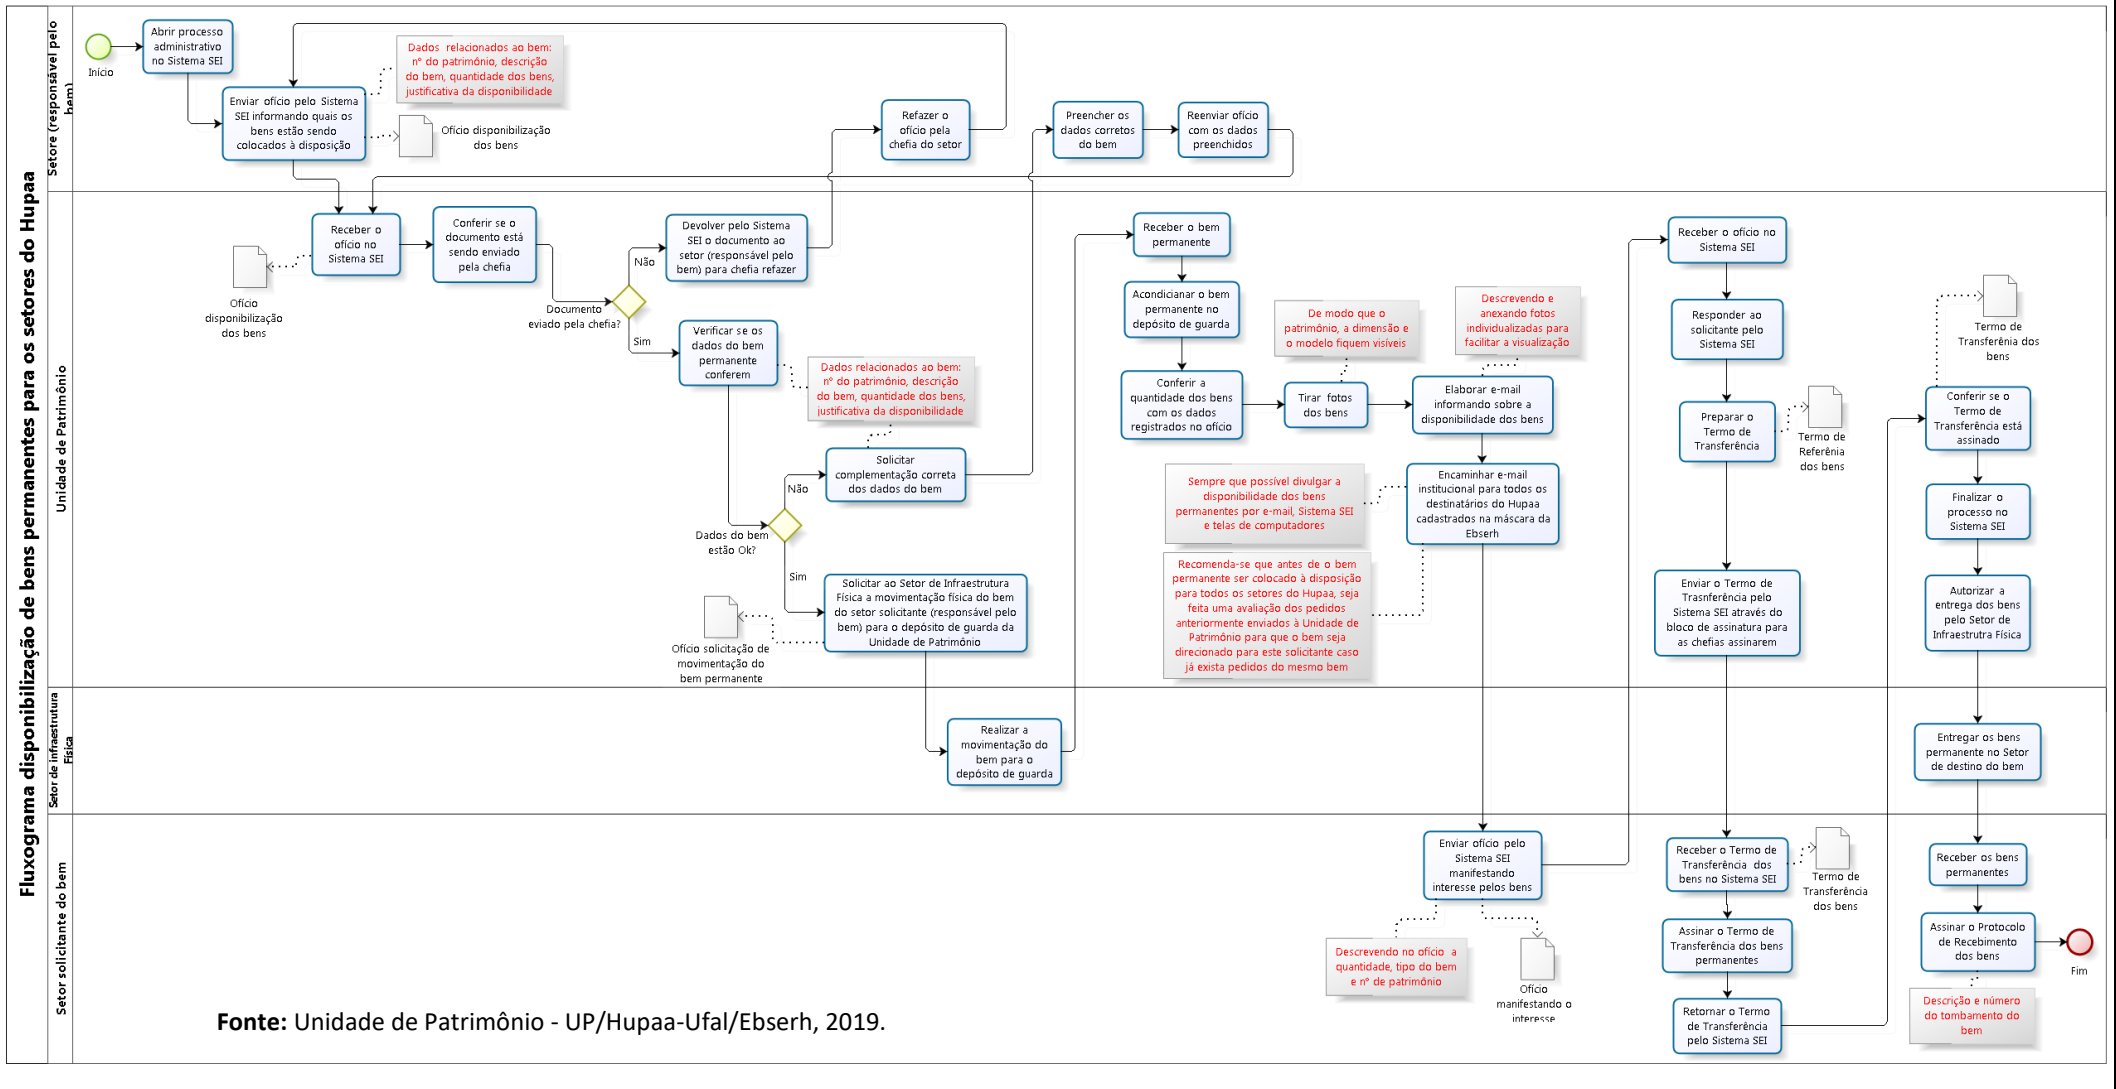 Fluxograma disponibilização de bens permanentes para os setores do Hupaa
Setore (responsável pelo
bem)
Início
Abrir processo
administrativo
no Sistema SEI
Enviar ofício pelo Sistema
SEI informando quais os
bens estão sendo
colocados à disposição
Dados relacionados ao bem:
nº do patrimônio, descrição
do bem, quantidade dos bens,
justificativa da disponibilidade
Ofício disponibilização
dos bens
Refazer o
ofício pela
chefia do setor
Preencher os
dados corretos
do bem
Reenviar ofício
com os dados
preenchidos
Unidade de Patrimônio
Receber o
ofício no
Sistema SEI
Ofício
disponibilização
dos bens
Conferir se o
documento está
sendo enviado
pela chefia
Documento
eviado pela chefia?
Não
Sim
Devolver pelo Sistema
SEI o documento ao
setor (responsável pelo
bem) para chefia refazer
Verificar se os
dados do bem
permanente
conferem
Dados relacionados ao bem:
nº do patrimônio, descrição
do bem, quantidade dos bens,
justificativa da disponibilidade
Solicitar
complementação correta
dos dados do bem
Não
Dados do bem
estão Ok?
Sim
Solicitar ao Setor de Infraestrutura
Física a movimentação física do bem
do setor solicitante (responsável pelo
bem) para o depósito de guarda da
Unidade de Patrimônio
Ofício solicitação de
movimentação do
bem permanente
Receber o bem
permanente
Acondicianar o bem
permanente no
depósito de guarda
Conferir a
quantidade dos bens
com os dados
registrados no ofício
Tirar fotos
dos bens
De modo que o
patrimônio, a dimensão e
o modelo fiquem visíveis
Descrevendo e
anexando fotos
individualizadas para
facilitar a visualização
Elaborar e-mail
informando sobre a
disponibilidade dos bens
Encaminhar e-mail
institucional para todos os
destinatários do Hupaa
cadastrados na máscara da
Ebserh
Sempre que possível divulgar a
disponibilidade dos bens
permanentes por e-mail, Sistema SEI
e telas de computadores
Recomenda-se que antes de o bem
permanente ser colocado à disposição
para todos os setores do Hupaa, seja
feita uma avaliação dos pedidos
anteriormente enviados à Unidade de
Patrimônio para que o bem seja
direcionado para este solicitante caso
já exista pedidos do mesmo bem
Receber o ofício no
Sistema SEI
Responder ao
solicitante pelo
Sistema SEI
Preparar o
Termo de
Transferência
Termo de
Referênia
dos bens
Enviar o Termo de
Trasnferência pelo
Sistema SEI através do
bloco de assinatura para
as chefias assinarem
Termo de
Transferênia dos
bens
Conferir se o
Termo de
Transferência está
assinado
Finalizar o
processo no
Sistema SEI
Autorizar a
entrega dos bens
pelo Setor de
Infraestrutra Física
Setor de infraestrutura
Física
Realizar a
movimentação do
bem para o
depósito de guarda
Entregar os bens
permanente no Setor
de destino do bem
Setor solicitante do bem
Enviar ofício pelo
Sistema SEI
manifestando
interesse pelos bens
Descrevendo no ofício a
quantidade, tipo do bem
e nº de patrimônio
Ofício
manifestando o
interesse
Receber o Termo de
Transferência dos
bens no Sistema SEI
Termo de
Transferência
dos bens
Assinar o Termo de
Transferência dos bens
permanentes
Retornar o Termo
de Transferência
pelo Sistema SEI
Receber os bens
permanentes
Assinar o Protocolo
de Recebimento
dos bens
Fim
Descrição e número
do tombamento do
bem
Fonte: Unidade de Patrimônio - UP/Hupaa-Ufal/Ebserh, 2019.